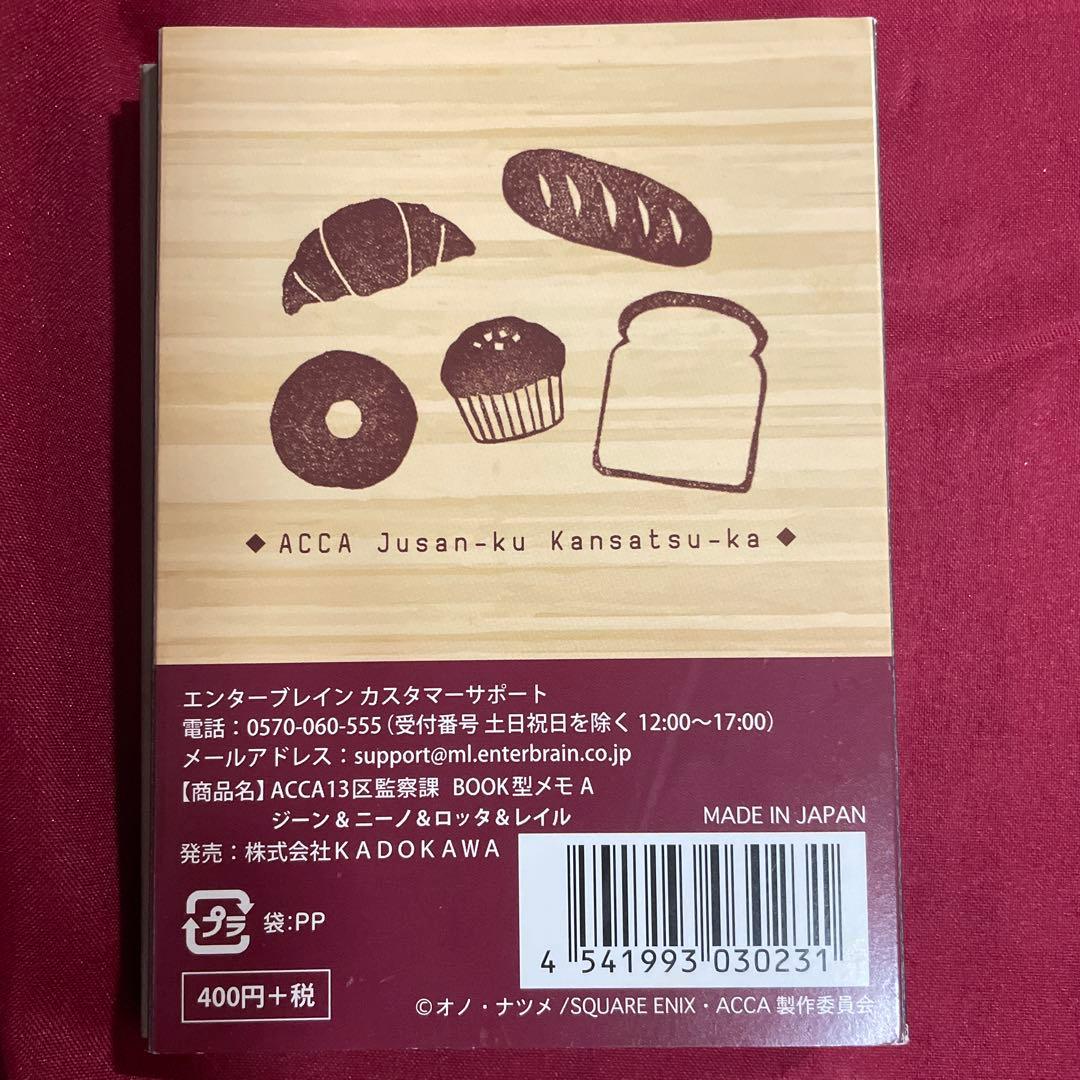 ◆ ACCA Jusan-ku Kansatsu-ka ◆
エンターブレイン カスタマーサポート
電話：0570-060-555（受付番号 土日祝日を除く 12:00〜17:00）
メールアドレス：support@ml.enterbrain.co.jp
【商品名】ACCA13区監察課 BOOK型メモ A
ジーン＆ニーノ＆ロッタ＆レイル
MADE IN JAPAN
発売：株式会社ＫＡＤＯＫＡＷＡ
プラ 袋:PP
4 541993 030231
400円＋税
©オノ・ナツメ/SQUARE ENIX・ACCA製作委員会